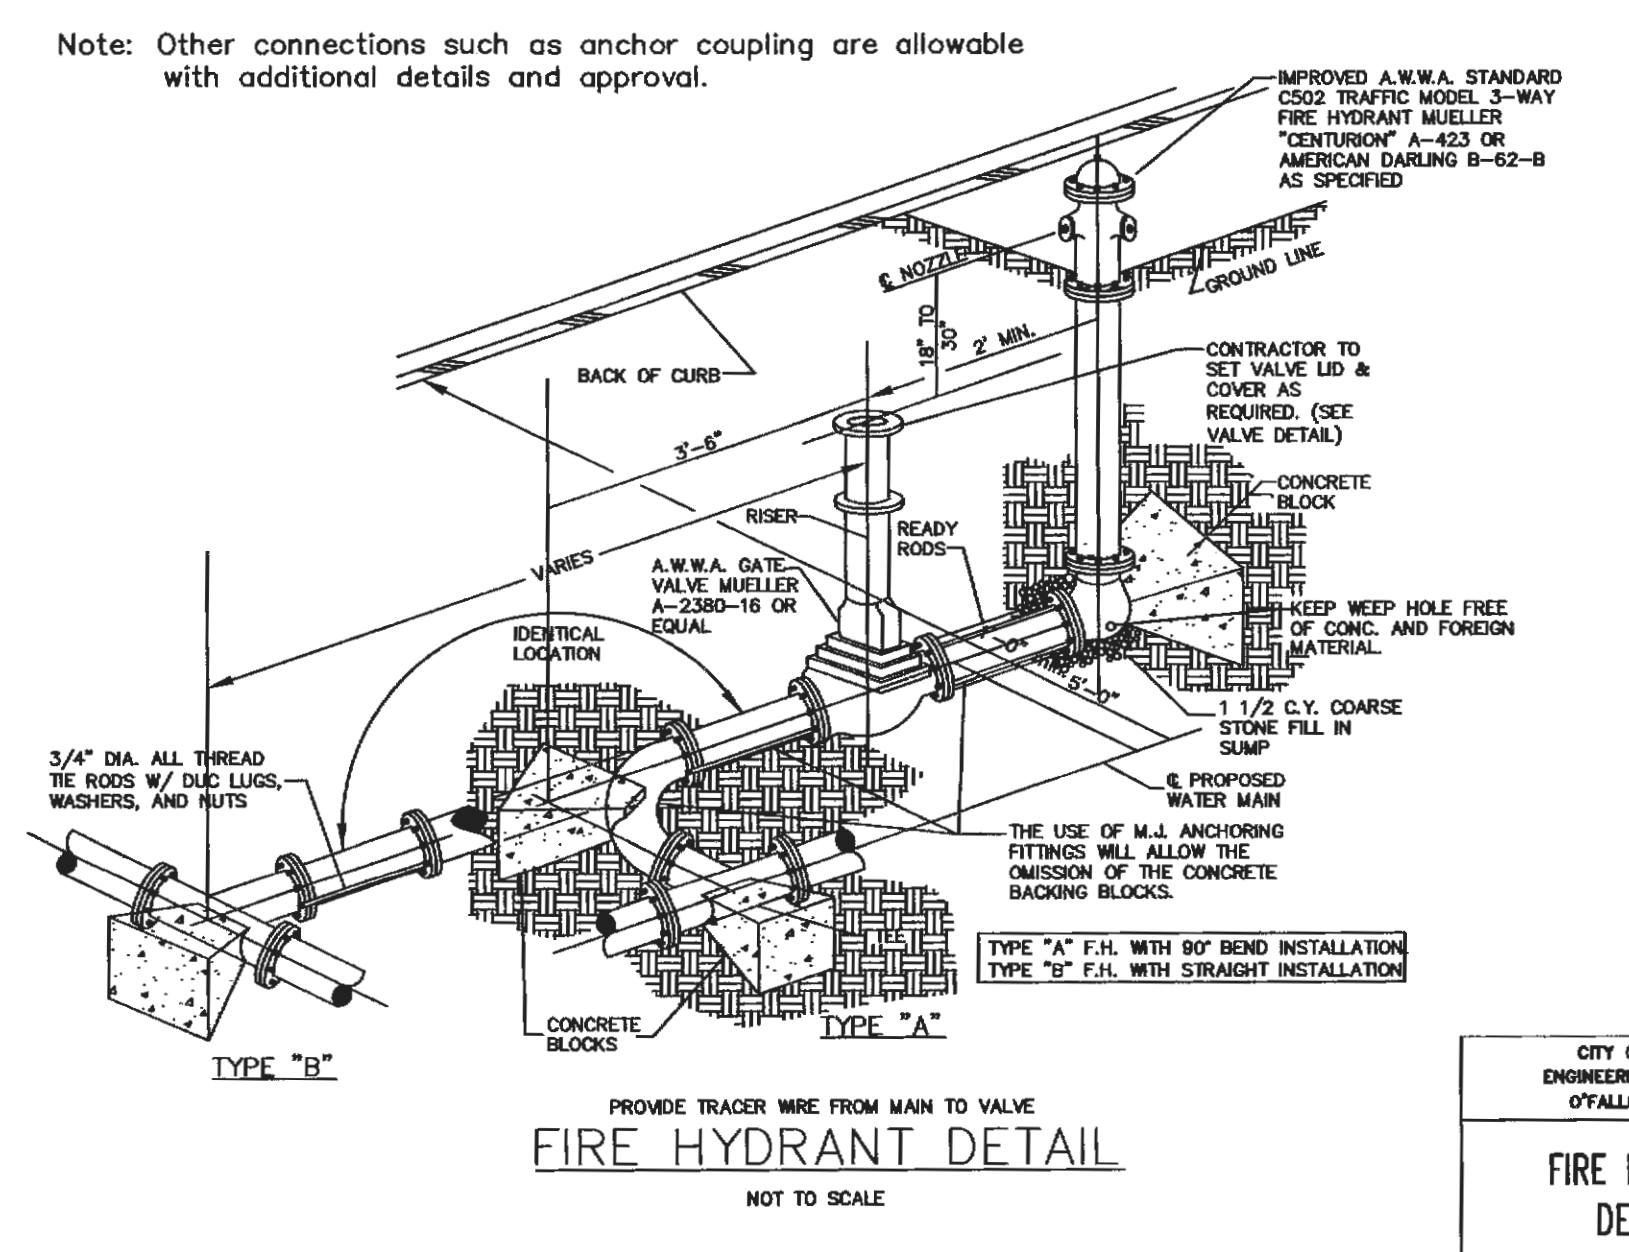 Note: Other connections such as anchor coupling are allowable
with additional details and approval.
IMPROVED A.W.W.A. STANDARD
C502 TRAFFIC MODEL 3-WAY
FIRE HYDRANT MUELLER
"CENTURION" A-423 OR
AMERICAN DARLING B-62-B
AS SPECIFIED
℄ NOZZLE
GROUND LINE
18" TO
30"
2' MIN.
BACK OF CURB
CONTRACTOR TO
SET VALVE LID &
COVER AS
REQUIRED. (SEE
VALVE DETAIL)
3'-6"
CONCRETE
BLOCK
RISER
READY
RODS
VARIES
A.W.W.A. GATE
VALVE MUELLER
A-2380-16 OR
EQUAL
IDENTICAL
LOCATION
KEEP WEEP HOLE FREE
OF CONC. AND FOREIGN
MATERIAL.
5'-0"
1 1/2 C.Y. COARSE
STONE FILL IN
SUMP
3/4" DIA. ALL THREAD
TIE RODS W/ DUC LUGS,
WASHERS, AND NUTS
℄ PROPOSED
WATER MAIN
THE USE OF M.J. ANCHORING
FITTINGS WILL ALLOW THE
OMISSION OF THE CONCRETE
BACKING BLOCKS.
TEE
TYPE "A" F.H. WITH 90° BEND INSTALLATION
TYPE "B" F.H. WITH STRAIGHT INSTALLATION
CONCRETE
BLOCKS
TYPE "A"
TYPE "B"
PROVIDE TRACER WIRE FROM MAIN TO VALVE
FIRE HYDRANT DETAIL
NOT TO SCALE
CITY
ENGINEER
O'FALL
FIRE
DE